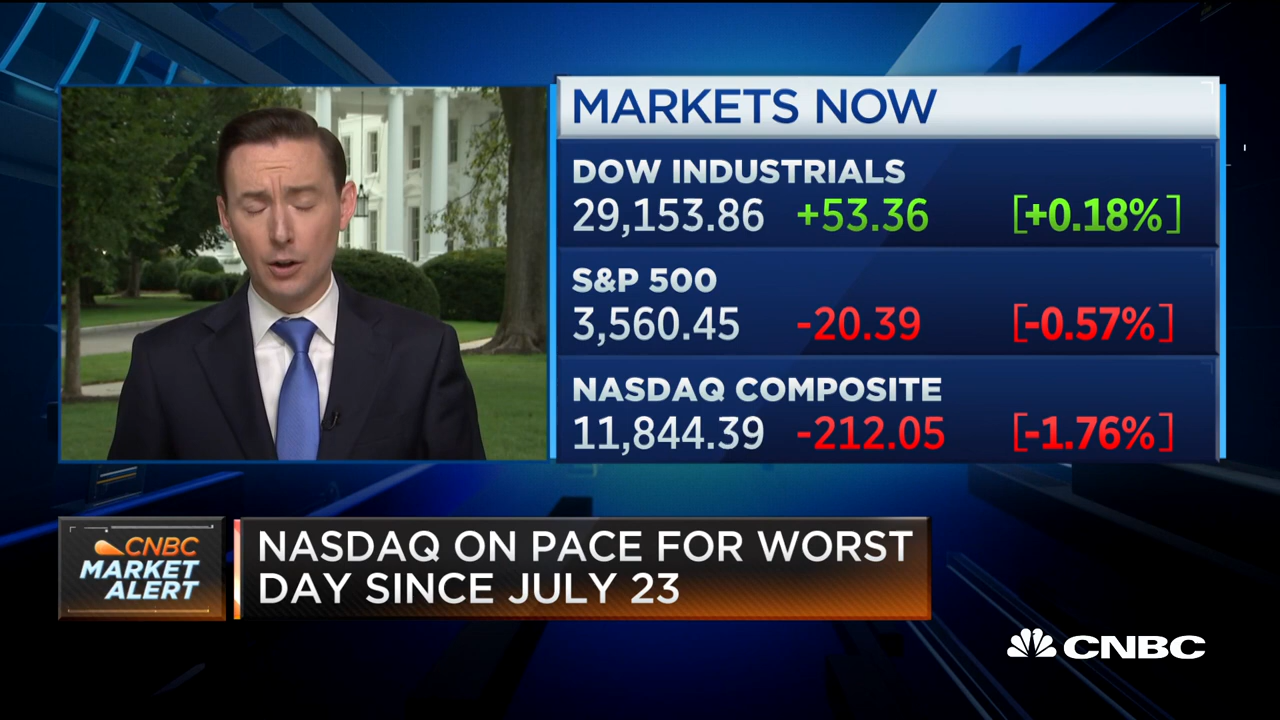 MARKETS NOW
DOW INDUSTRIALS
29,153.86 +53.36 [+0.18%]
S&P 500
3,560.45 -20.39 [-0.57%]
NASDAQ COMPOSITE
11,844.39 -212.05 [-1.76%]
CNBC
MARKET
ALERT
NASDAQ ON PACE FOR WORST
DAY SINCE JULY 23
CNBC